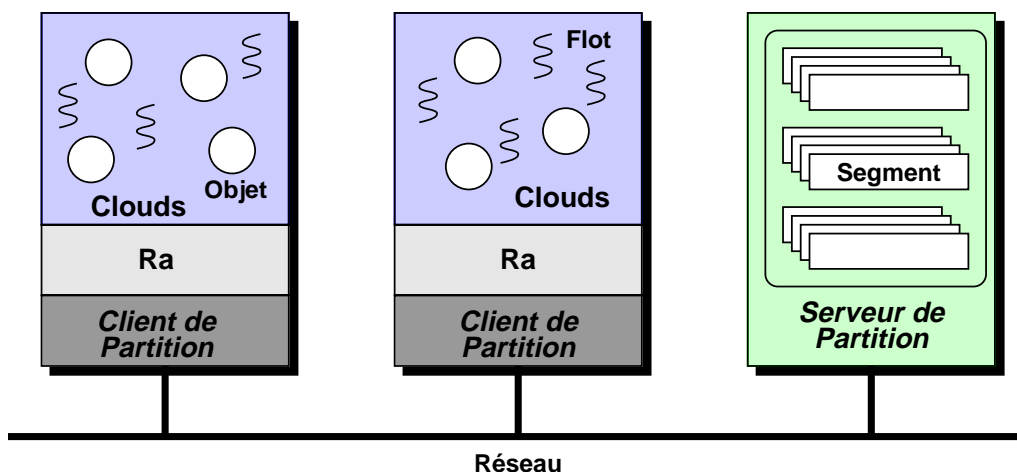 Objet
Clouds
Ra
Client de
Partition
Flot
Clouds
Ra
Client de
Partition
Segment
Serveur de
Partition
Réseau